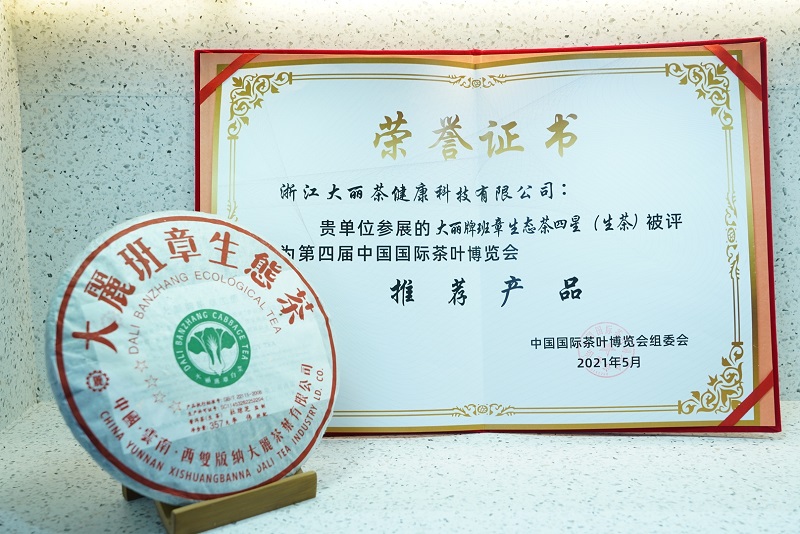 荣誉证书
浙江大丽茶健康科技有限公司：
贵单位参展的大丽牌班章生态茶四星（生茶）被评
为第四届中国国际茶叶博览会
推荐产品
中国国际茶叶博览会组委会
2021年5月
大麗班章生態茶
DALI BANZHANG ECOLOGICAL TEA
DALI BANZHANG CABBAGE TEA
357
中國·雲南·西雙版纳大麗茶業有限公司
CHINA YUNNAN XISHUANGBANNA DALI TEA INDUSTRY LD. CO.